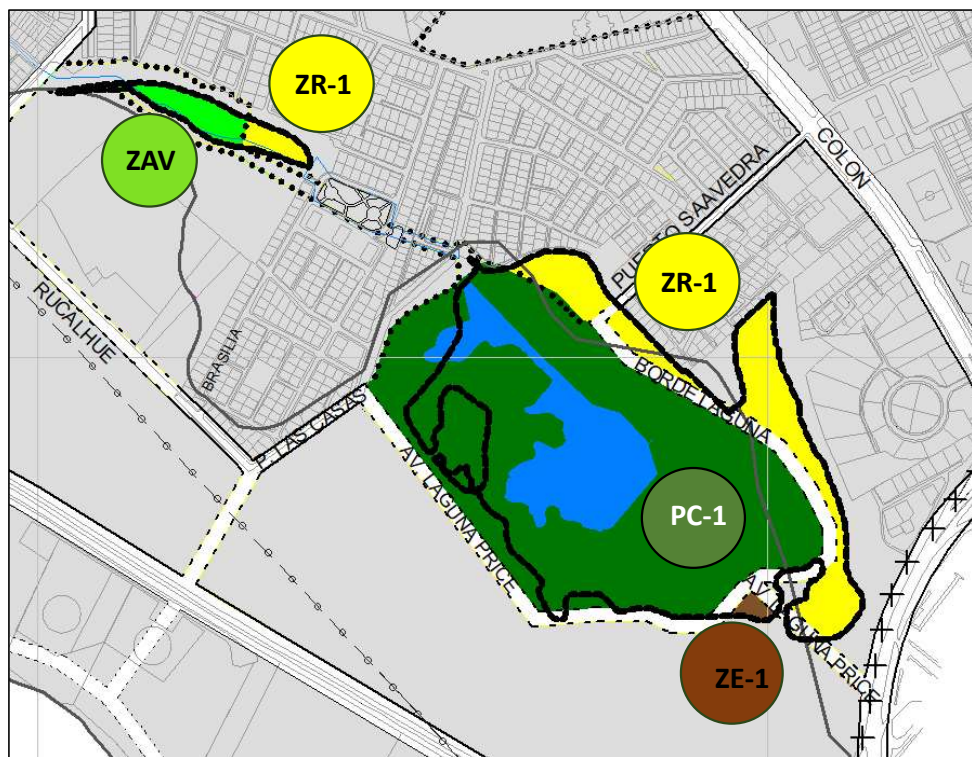 ZR-1
COLON
ZAV
PUERTO SAAVEDRA
ZR-1
RUCALHUE
BRASILIA
BORDE LAGUNA
P. LAS CASAS
AV. LAGUNA PRICE
PC-1
AV. LAGUNA PRICE
ZE-1